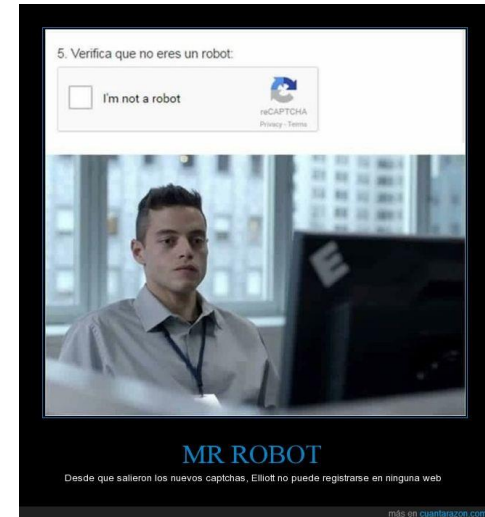 5. Verifica que no eres un robot:
I'm not a robot
reCAPTCHA
Privacy - Terms
E
MR ROBOT
Desde que salieron los nuevos captchas, Elliott no puede registrarse en ninguna web
más en cuantarazon.com